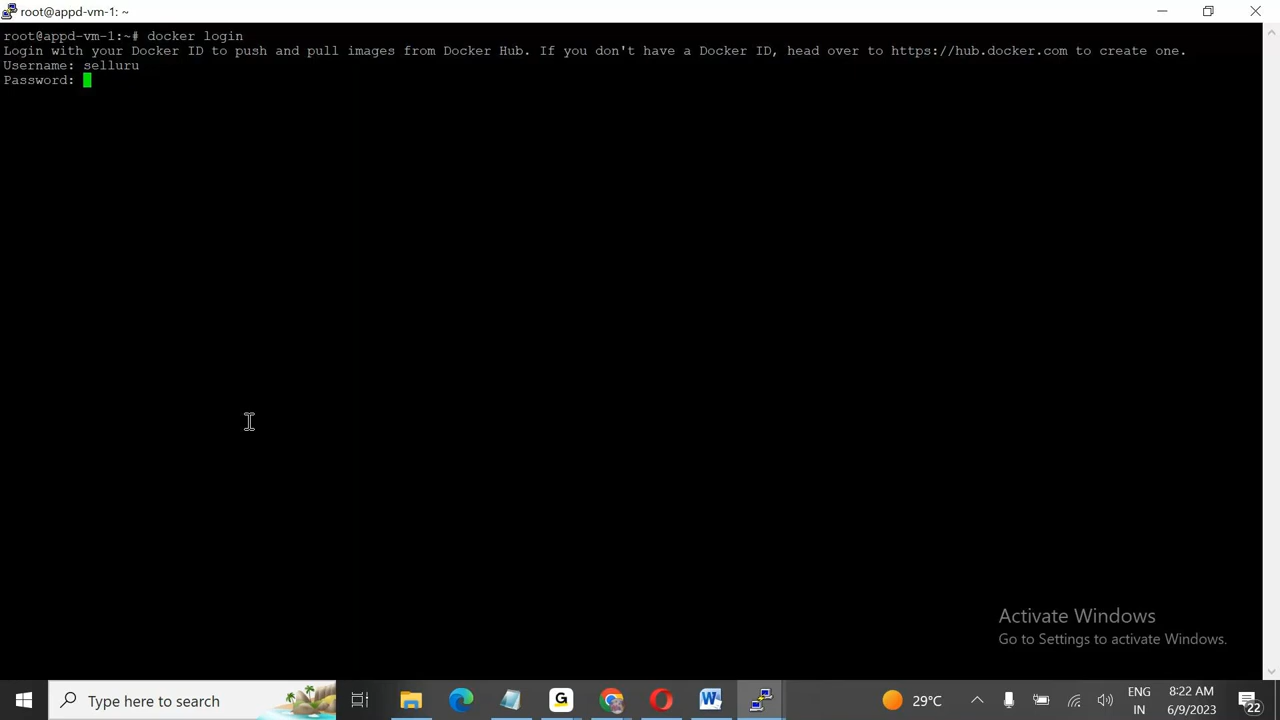 root@appd-vm-1: ~
root@appd-vm-1:~# docker login
Login with your Docker ID to push and pull images from Docker Hub. If you don't have a Docker ID, head over to https://hub.docker.com to create one.
Username: selluru
Password:
Activate Windows
Go to Settings to activate Windows.
Type here to search
G
W
29°C
ENG
IN
8:22 AM
6/9/2023
22